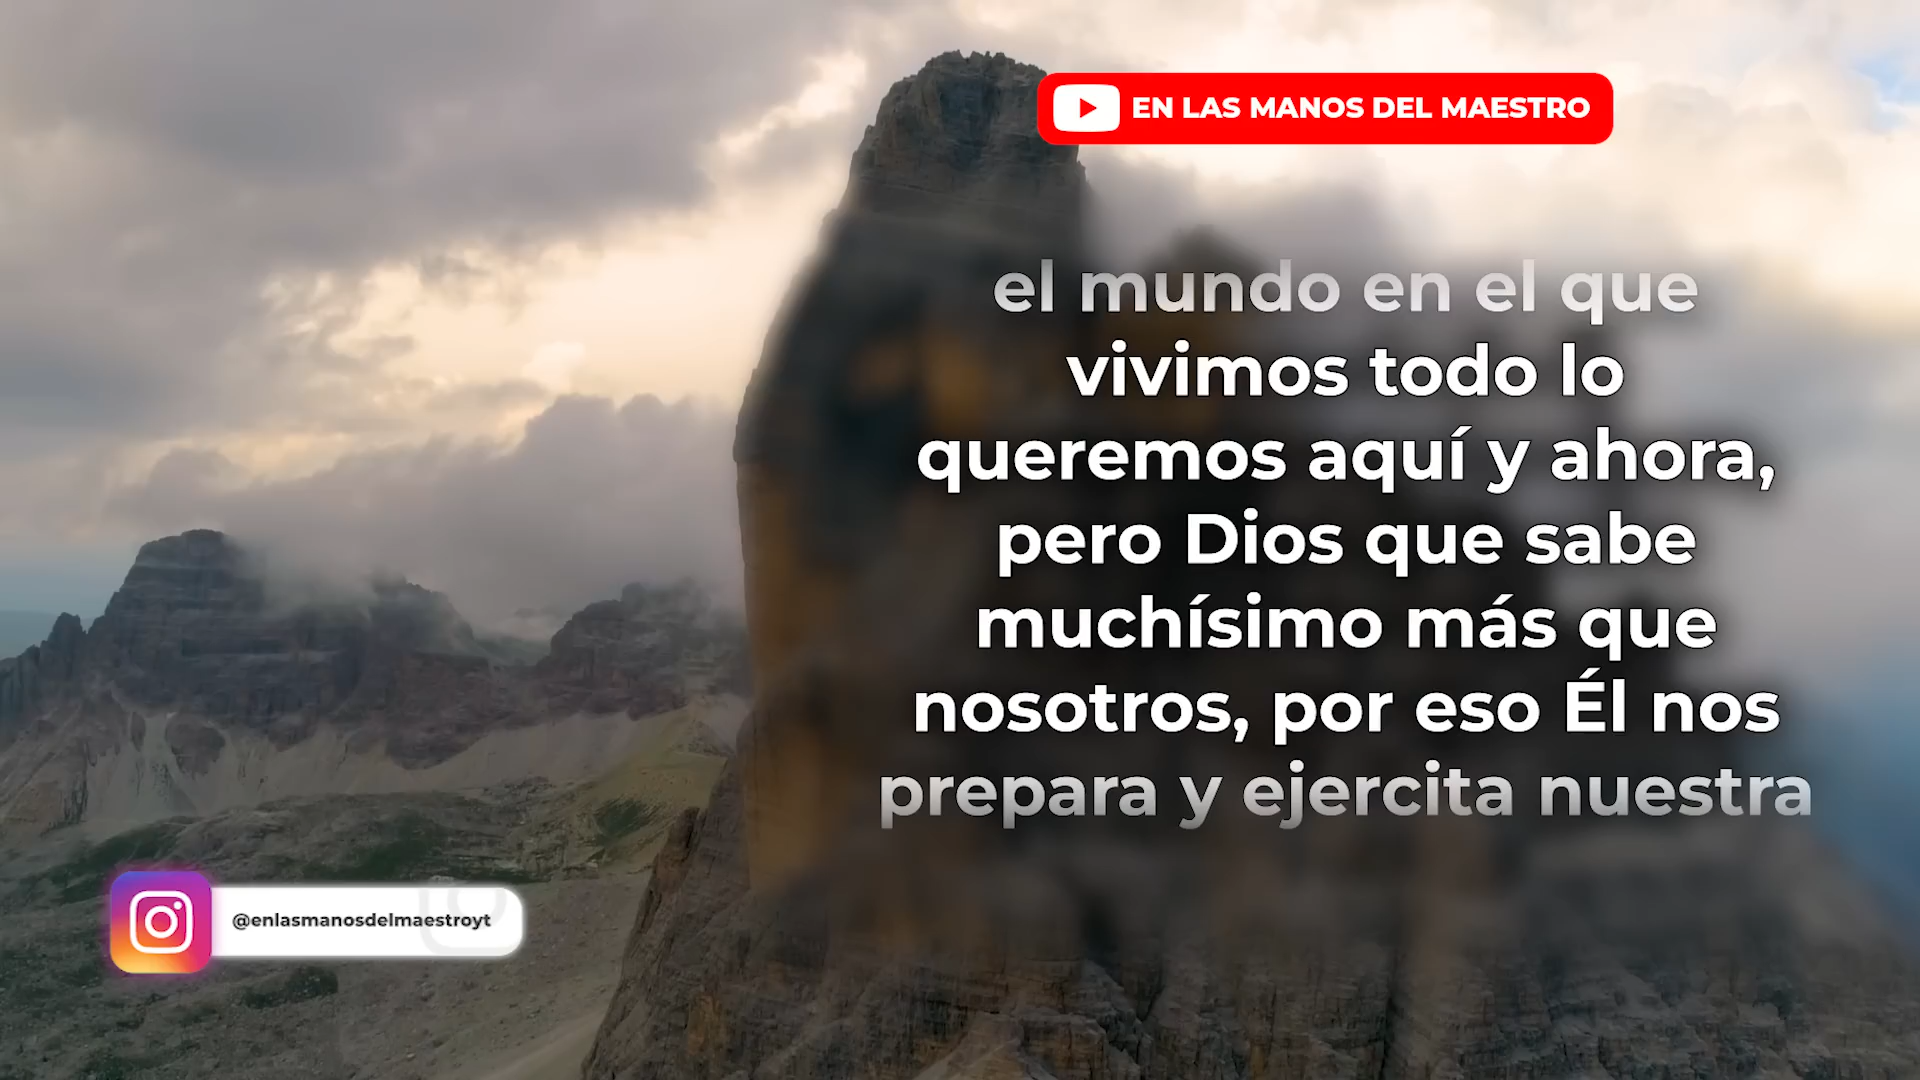 EN LAS MANOS DEL MAESTRO
el mundo en el que
vivimos todo lo
queremos aquí y ahora,
pero Dios que sabe
muchísimo más que
nosotros, por eso Él nos
prepara y ejercita nuestra
@enlasmanosdelmaestroyt